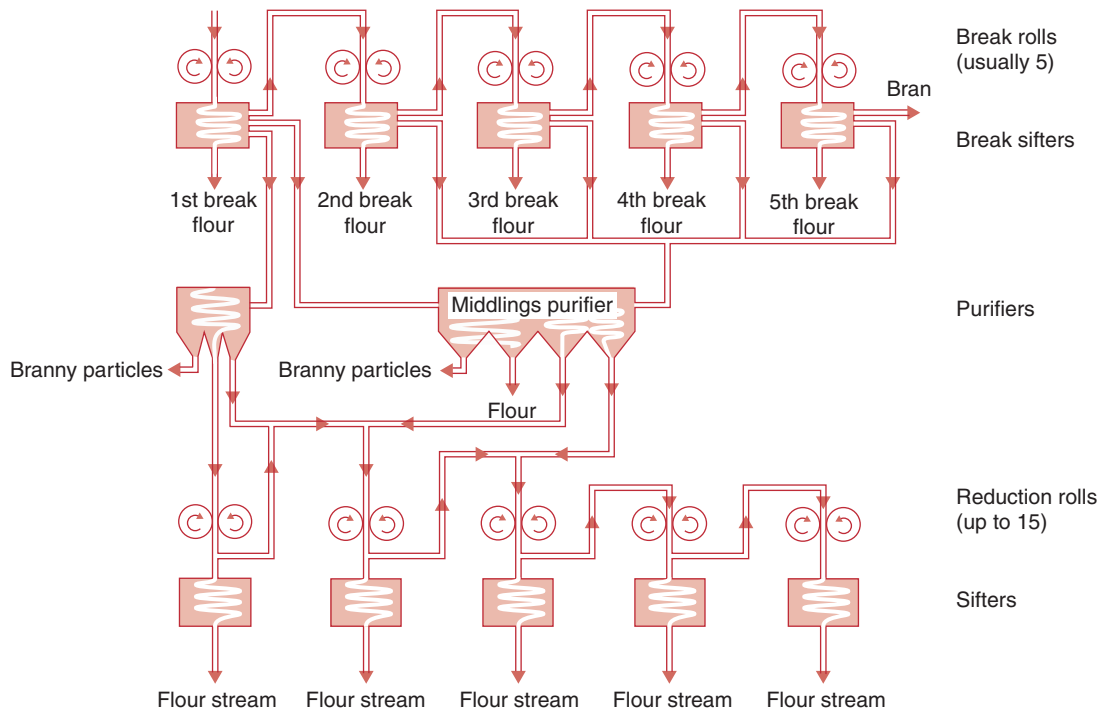 Break rolls
(usually 5)
Bran
Break sifters
1st break
flour
2nd break
flour
3rd break
flour
4th break
flour
5th break
flour
Middlings purifier
Purifiers
Branny particles
Branny particles
Flour
Reduction rolls
(up to 15)
Sifters
Flour stream
Flour stream
Flour stream
Flour stream
Flour stream